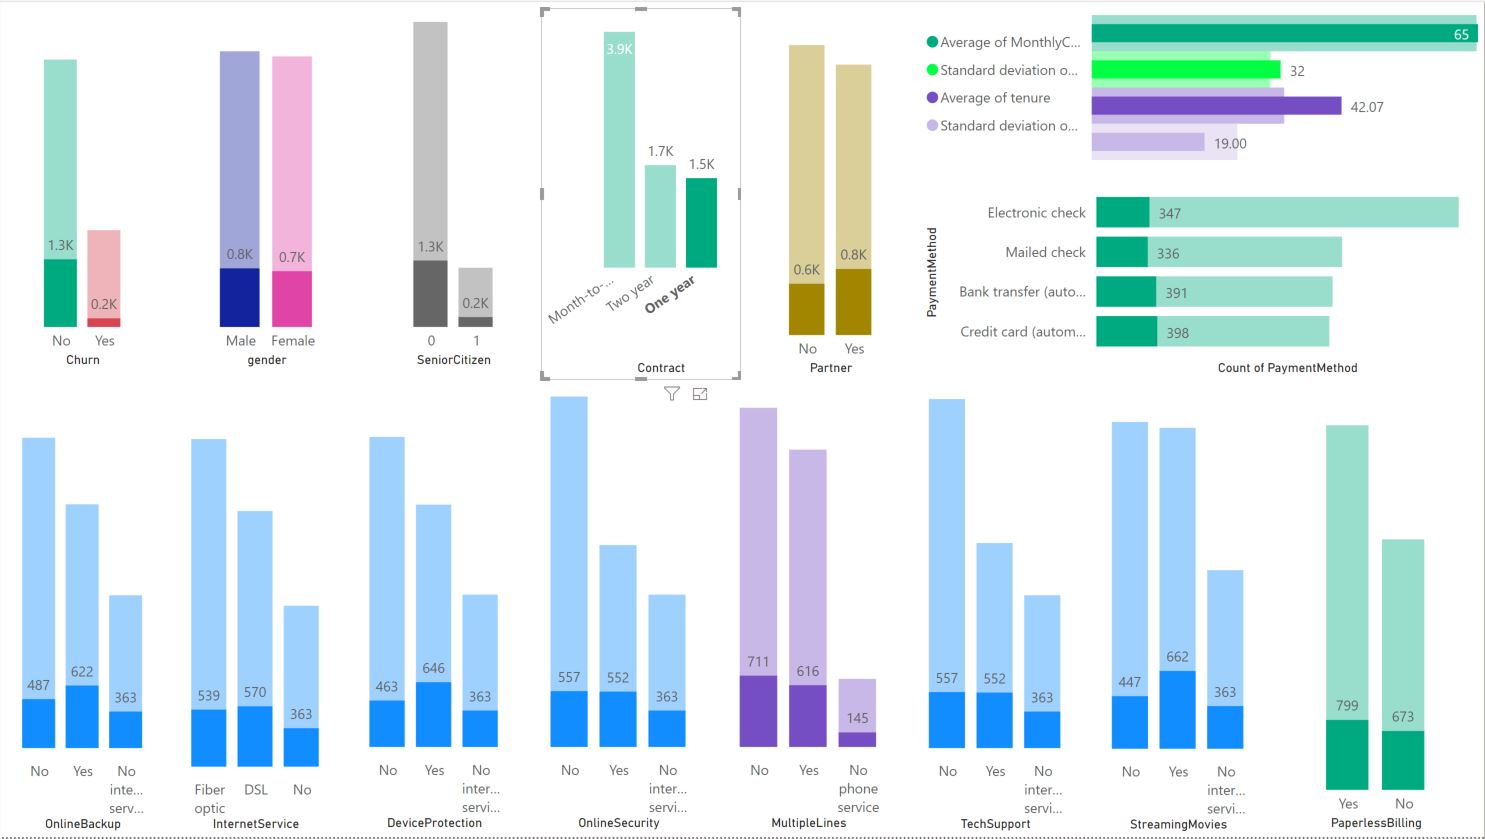 1.3K
0.2K
No Yes
Churn
0.8K
0.7K
Male Female
gender
1.3K
0.2K
0 1
SeniorCitizen
3.9K
1.7K
1.5K
Month-to-...
Two year
One year
Contract
0.6K
0.8K
No Yes
Partner
Average of MonthlyC...
Standard deviation o...
Average of tenure
Standard deviation o...
65
32
42.07
19.00
PaymentMethod
Electronic check 347
Mailed check 336
Bank transfer (auto... 391
Credit card (autom... 398
Count of PaymentMethod
487
622
363
No Yes No
inte...
serv...
OnlineBackup
539
570
363
Fiber DSL No
optic
InternetService
463
646
363
No Yes No
inter...
servi...
DeviceProtection
557
552
363
No Yes No
inter...
servi...
OnlineSecurity
711
616
145
No Yes No
phone
service
MultipleLines
557
552
363
No Yes No
inter...
servi...
TechSupport
447
662
363
No Yes No
inter...
servi...
StreamingMovies
799
673
Yes No
PaperlessBilling